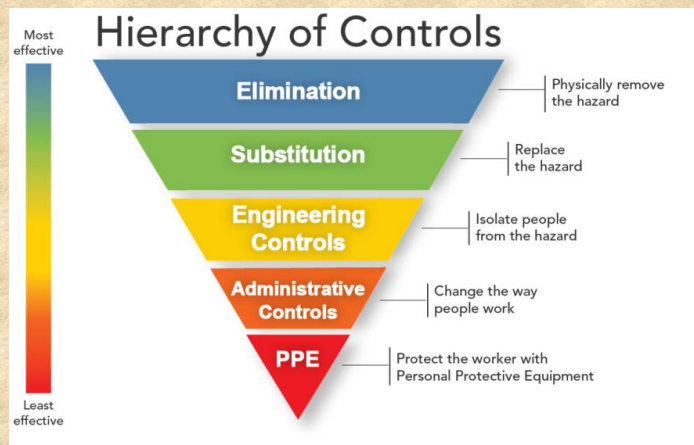 Hierarchy of Controls
Most
effective
Elimination
Physically remove
the hazard
Substitution
Replace
the hazard
Engineering
Controls
Isolate people
from the hazard
Administrative
Controls
Change the way
people work
PPE
Protect the worker with
Personal Protective Equipment
Least
effective